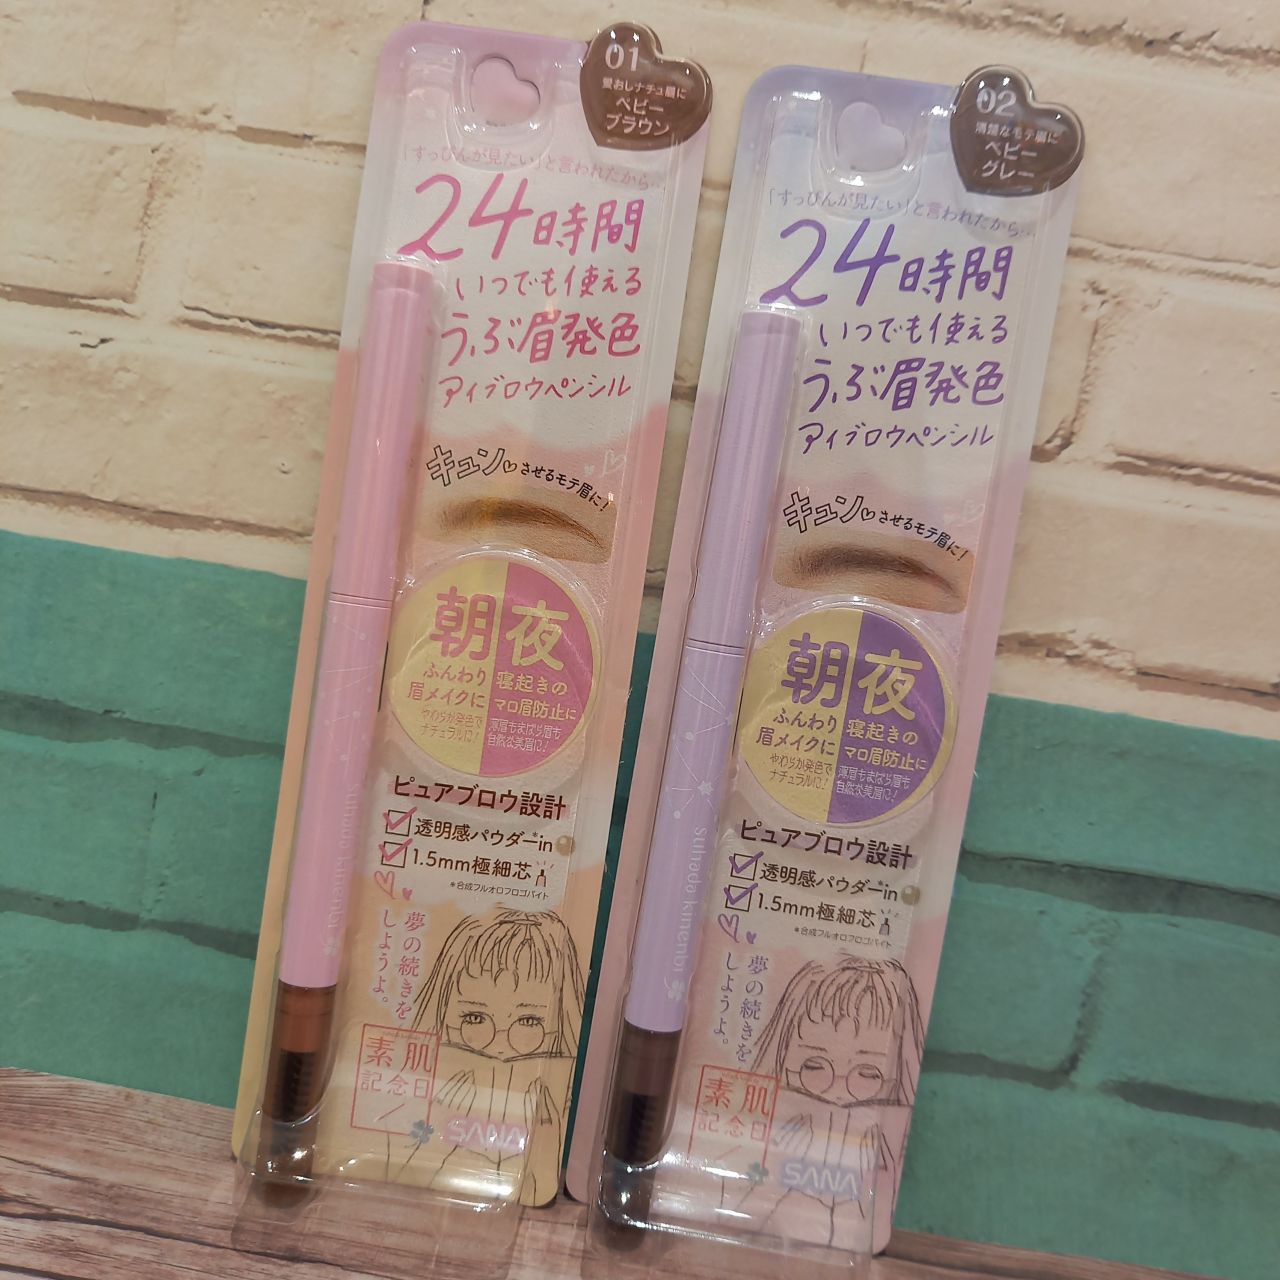 01
愛おしナチュ眉に
ベビー
ブラウン
「すっぴんが見たい」と言われたから…
24時間
いつでも使える
うぶ眉発色
アイブロウペンシル
キュン♡させるモテ眉に!
朝
ふんわり
眉メイクに
やわらか発色で
ナチュラルに!
夜
寝起きの
マロ眉防止に
薄眉もまばら眉も
自然な美眉に!
ピュアブロウ設計
透明感パウダー*in
1.5mm極細芯
*合成フルオロフロゴパイト
夢の続きを
しようよ。
素肌
記念日
SANA
suhada kinenbi
02
清楚なモテ眉に
ベビー
グレー
「すっぴんが見たい」と言われたから…
24時間
いつでも使える
うぶ眉発色
アイブロウペンシル
キュン♡させるモテ眉に!
朝
ふんわり
眉メイクに
やわらか発色で
ナチュラルに!
夜
寝起きの
マロ眉防止に
薄眉もまばら眉も
自然な美眉に!
ピュアブロウ設計
透明感パウダー*in
1.5mm極細芯
*合成フルオロフロゴパイト
夢の続きを
しようよ。
素肌
記念日
SANA
suhada kinenbi